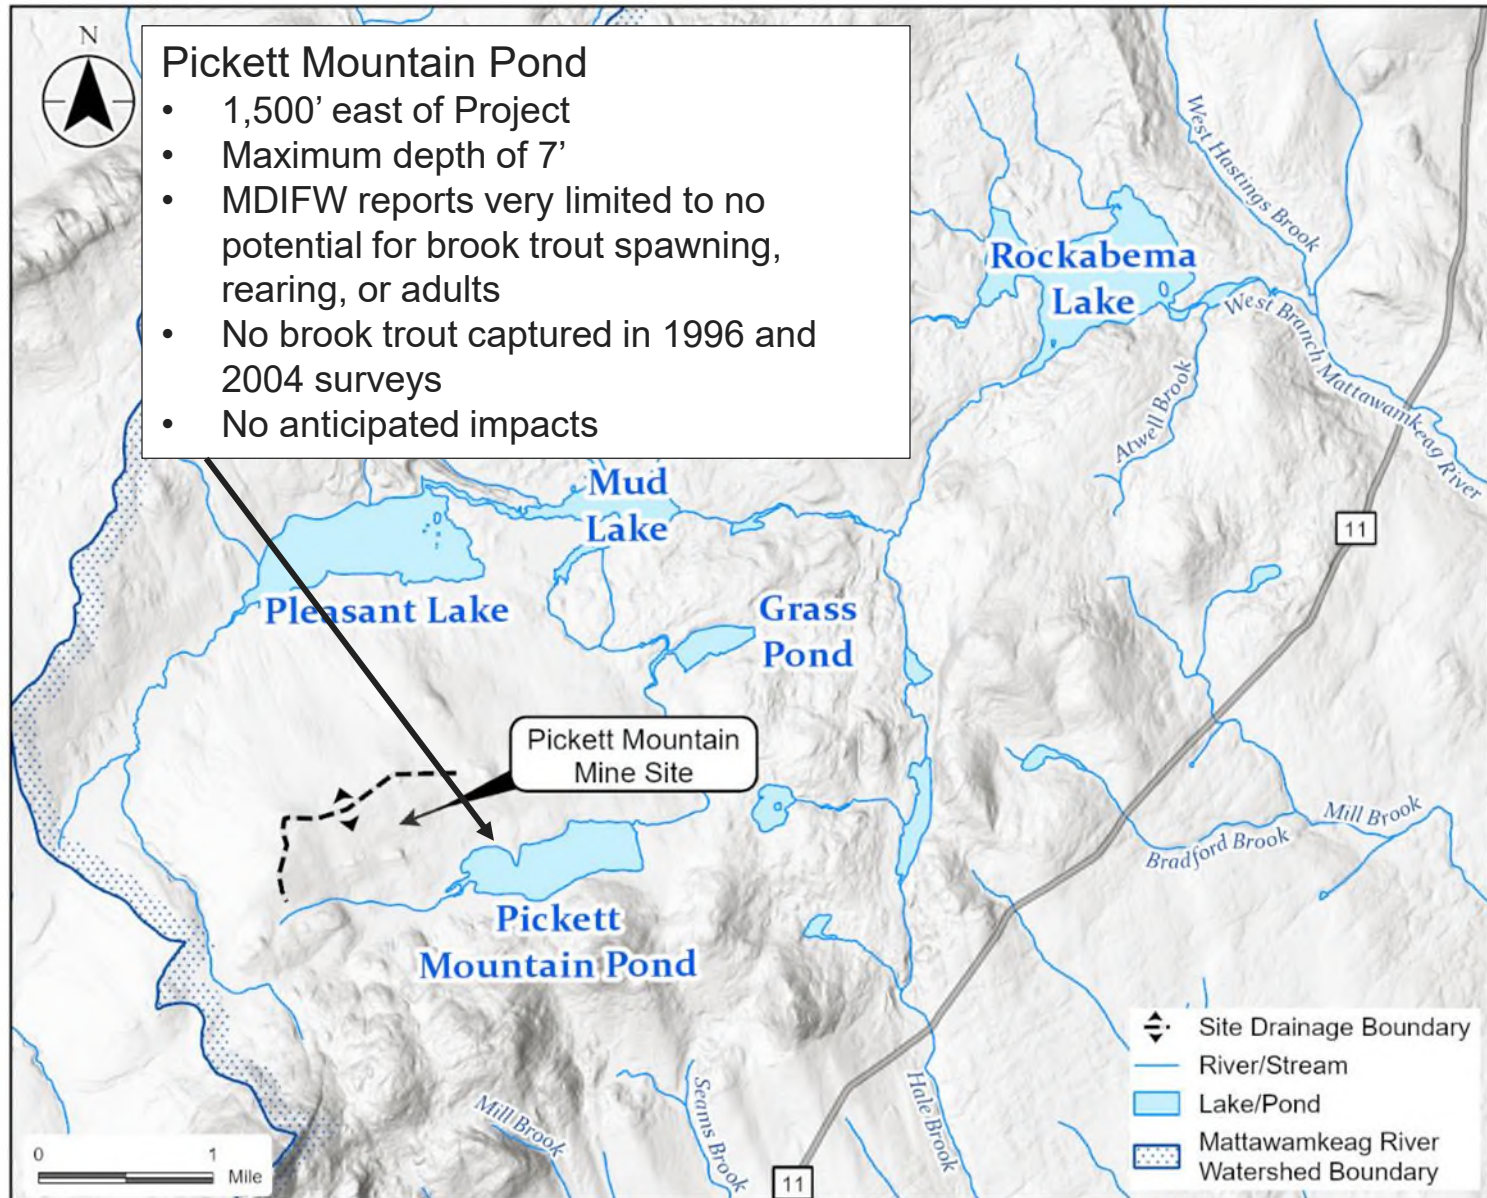 N
Pickett Mountain Pond
• 1,500’ east of Project
• Maximum depth of 7’
• MDIFW reports very limited to no
potential for brook trout spawning,
rearing, or adults
• No brook trout captured in 1996 and
2004 surveys
• No anticipated impacts
West Hastings Brook
Rockabema
Lake
West Branch Mattawamkeag River
Atwell Brook
Mud
Lake
11
Pleasant Lake
Grass
Pond
Pickett Mountain
Mine Site
Mill Brook
Bradford Brook
Pickett
Mountain Pond
Site Drainage Boundary
River/Stream
Lake/Pond
Mattawamkeag River
Watershed Boundary
Mill Brook
Seams Brook
Hale Brook
0 1
Mile
11